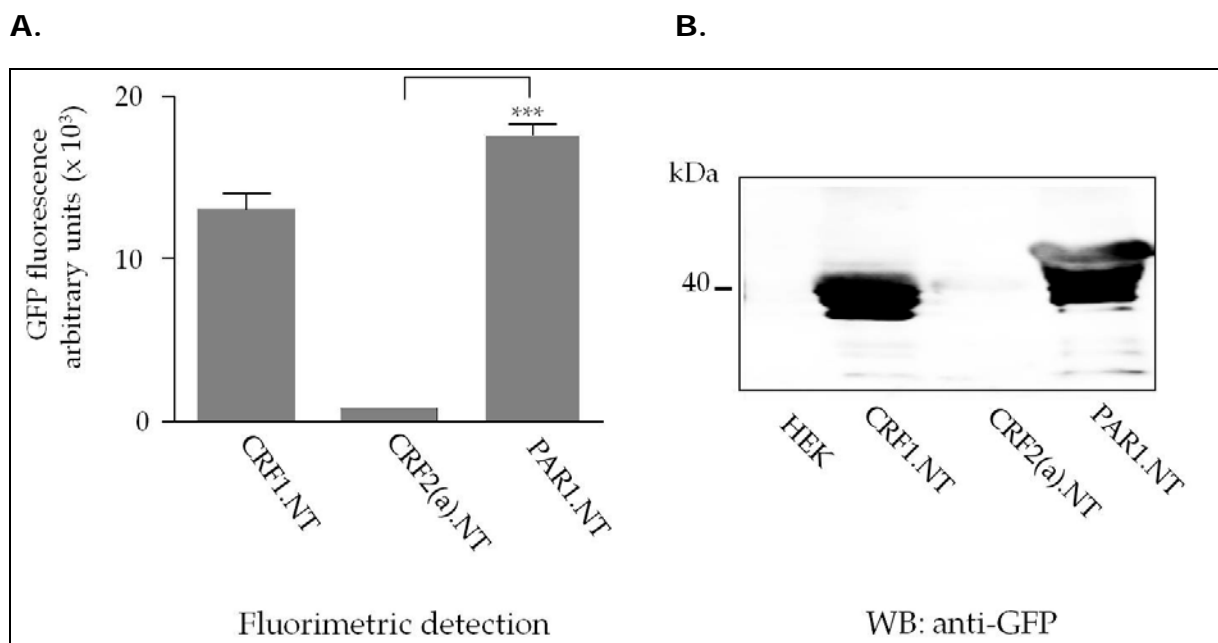 A.
B.
GFP fluorescence
arbitrary units (x 10³)
20
10
0
***
CRF1.NT
CRF2(a).NT
PAR1.NT
Fluorimetric detection
kDa
40
HEK
CRF1.NT
CRF2(a).NT
PAR1.NT
WB: anti-GFP